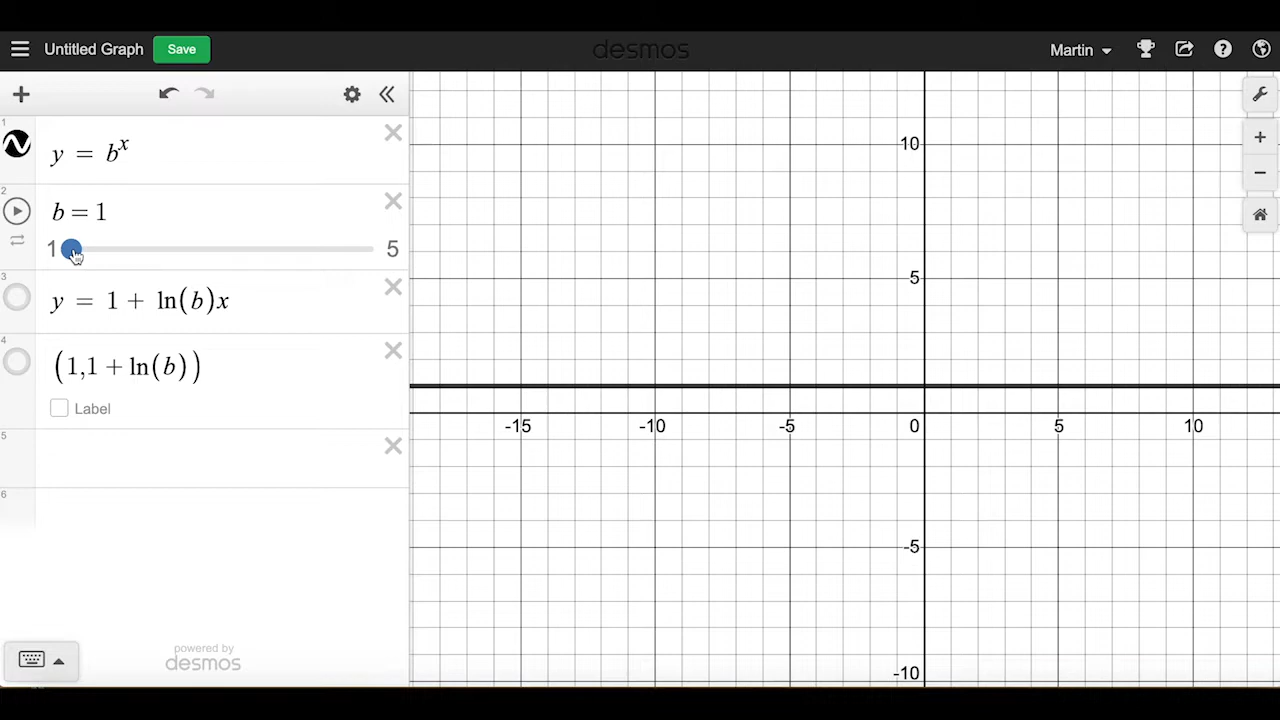 Untitled Graph Save desmos Martin
1
y = b^x
2
b = 1
1 5
3
y = 1 + ln(b)x
4
(1,1 + ln(b))
Label
5
6
powered by
desmos
10
5
-15 -10 -5 0 5 10
-5
-10